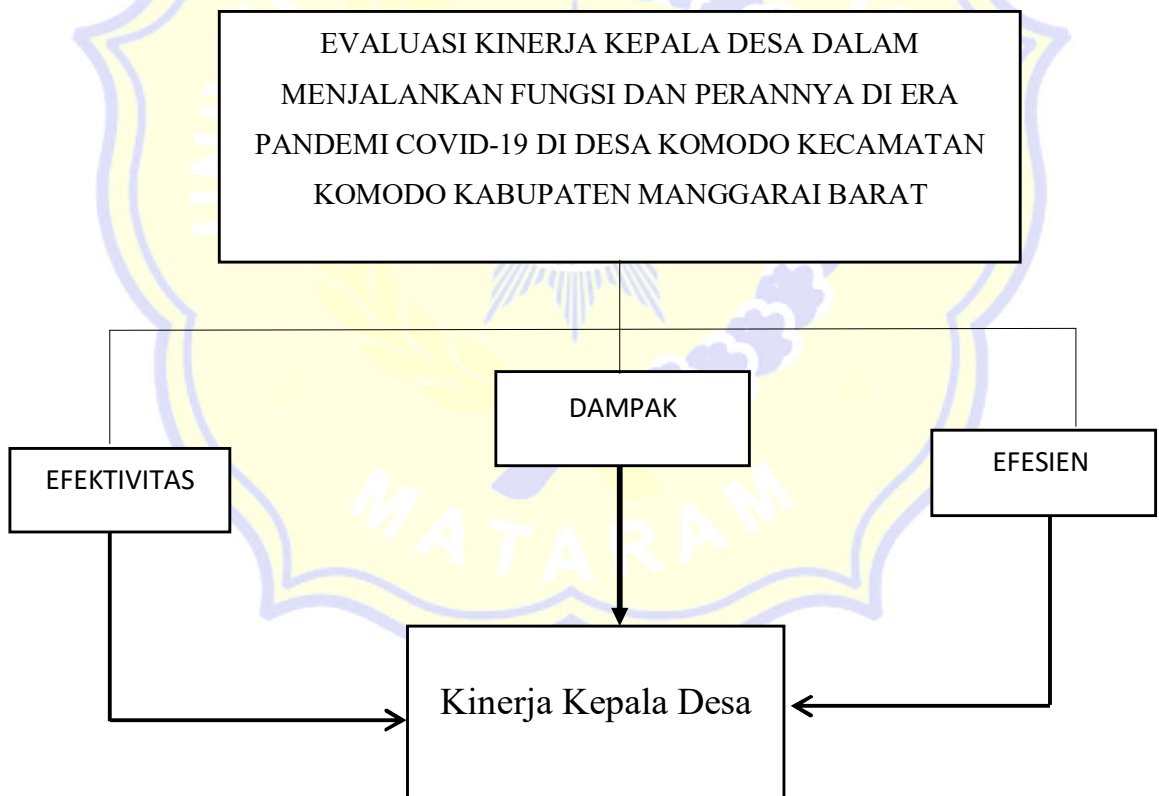 EVALUASI KINERJA KEPALA DESA DALAM
MENJALANKAN FUNGSI DAN PERANNYA DI ERA
PANDEMI COVID-19 DI DESA KOMODO KECAMATAN
KOMODO KABUPATEN MANGGARAI BARAT
DAMPAK
EFEKTIVITAS
EFESIEN
MATARAM
Kinerja Kepala Desa